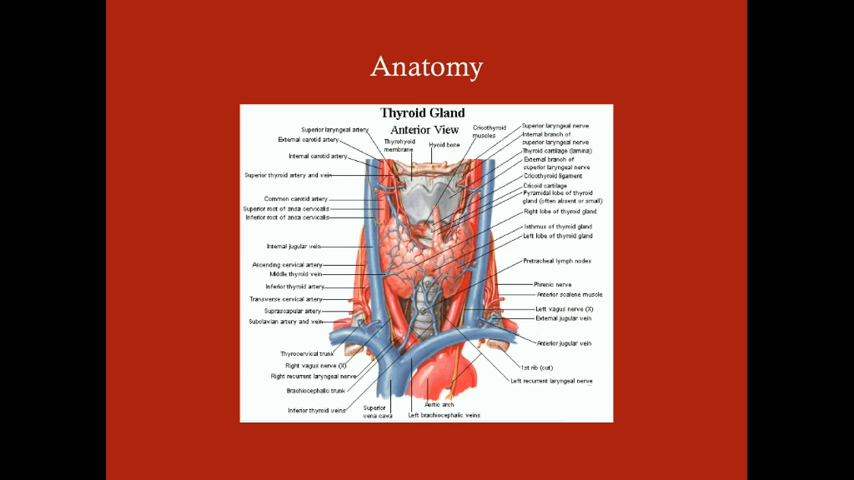 Anatomy
Thyroid Gland
Anterior View
Superior laryngeal artery
External carotid artery
Internal carotid artery
Superior thyroid artery and vein
Common carotid artery
Superior root of ansa cervicalis
Inferior root of ansa cervicalis
Internal jugular vein
Ascending cervical artery
Middle thyroid vein
Inferior thyroid artery
Transverse cervical artery
Suprascapular artery
Subclavian artery and vein
Thyrocervical trunk
Right vagus nerve (X)
Right recurrent laryngeal nerve
Brachiocephalic trunk
Inferior thyroid veins
Thyrohyoid
membrane
Hyoid bone
Cricothyroid
muscles
Superior laryngeal nerve
Internal branch of
superior laryngeal nerve
Thyroid cartilage (lamina)
External branch of
superior laryngeal nerve
Cricothyroid ligament
Cricoid cartilage
Pyramidal lobe of thyroid
gland (often absent or small)
Right lobe of thyroid gland
Isthmus of thyroid gland
Left lobe of thyroid gland
Pretracheal lymph nodes
Phrenic nerve
Anterior scalene muscle
Left vagus nerve (X)
External jugular vein
Anterior jugular vein
1st rib (cut)
Left recurrent laryngeal nerve
Superior
vena cava
Aortic arch
Left brachiocephalic veins